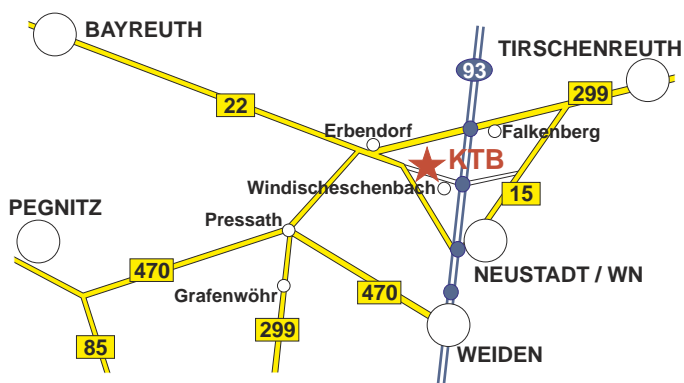 BAYREUTH
TIRSCHENREUTH
93
299
22
Erbendorf
Falkenberg
KTB
Windischeschenbach
15
PEGNITZ
Pressath
NEUSTADT / WN
470
Grafenwöhr
470
299
85
WEIDEN